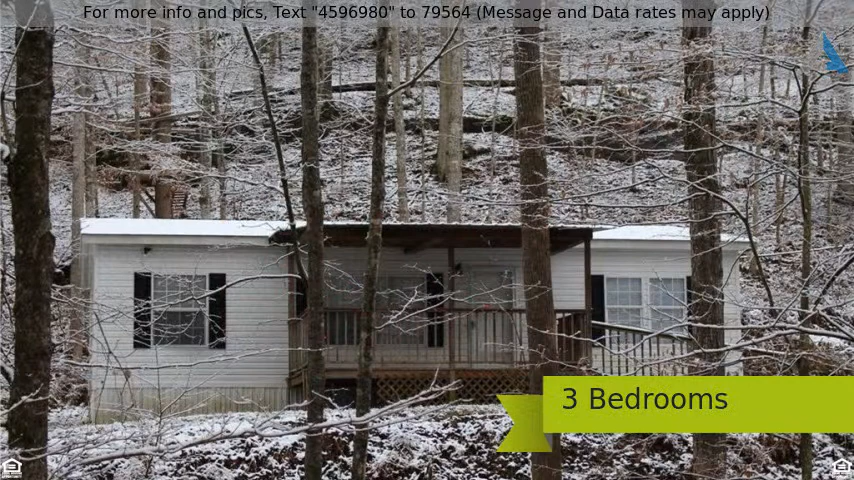 For more info and pics, Text "4596980" to 79564 (Message and Data rates may apply)
3 Bedrooms